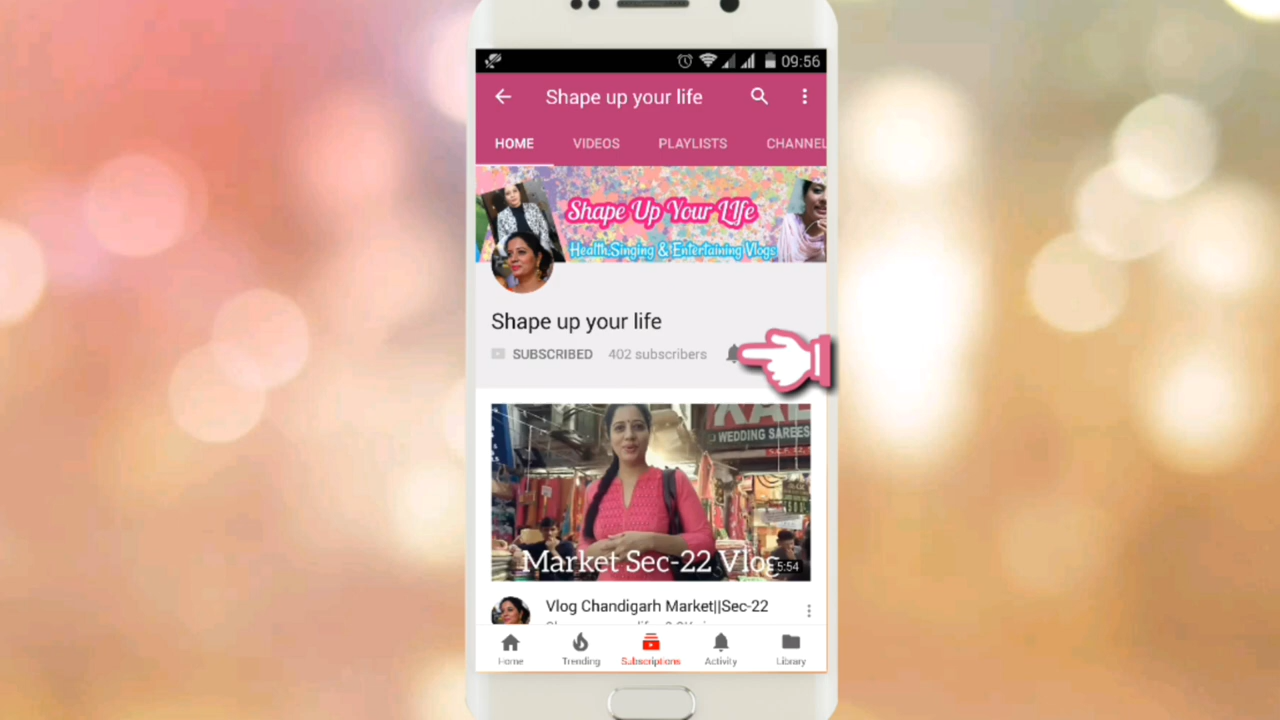 09:56
Shape up your life
HOME VIDEOS PLAYLISTS CHANNEL
Shape Up Your LIfe
Health,Singing & Entertaining Vlogs
Shape up your life
SUBSCRIBED 402 subscribers
WEDDING SAREES
Market Sec-22 Vlog
5:54
Vlog Chandigarh Market||Sec-22
Home Trending Subscriptions Activity Library